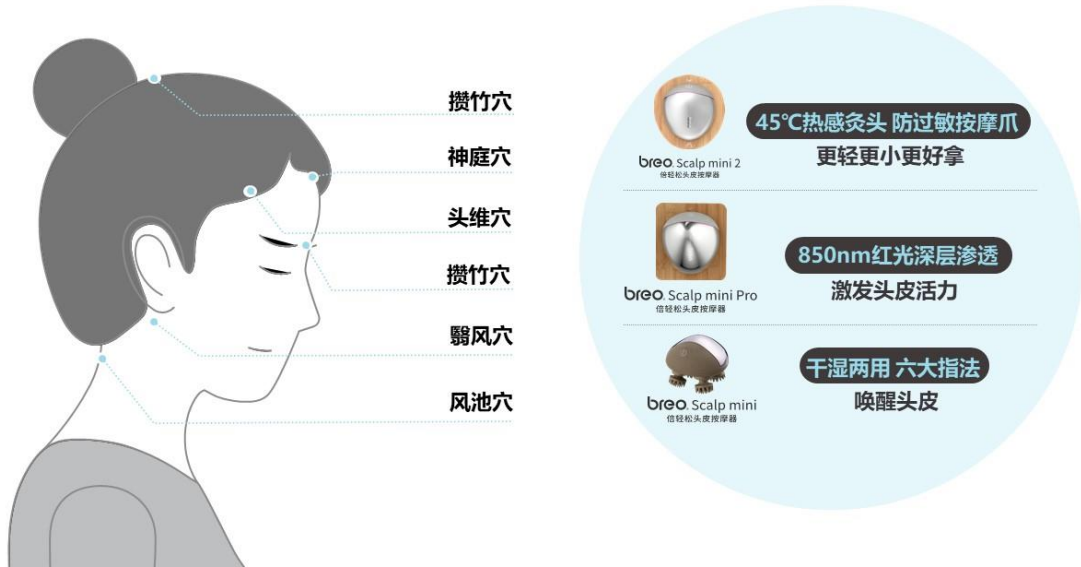 攒竹穴
神庭穴
头维穴
攒竹穴
翳风穴
风池穴
breo. Scalp mini 2
倍轻松头皮按摩器
45℃热感灸头 防过敏按摩爪
更轻更小更好拿
breo. Scalp mini Pro
倍轻松头皮按摩器
850nm红光深层渗透
激发头皮活力
breo. Scalp mini
倍轻松头皮按摩器
干湿两用 六大指法
唤醒头皮